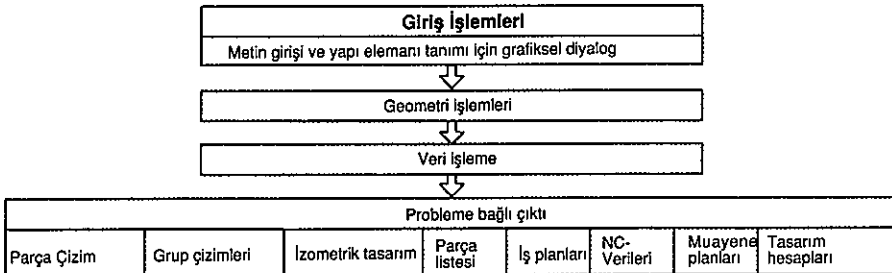 Giriş İşlemleri
Metin girişi ve yapı elemanı tanımı için grafiksel diyalog
Geometri işlemleri
Veri işleme
Probleme bağlı çıktı
Parça Çizim
Grup çizimleri
İzometrik tasarım
Parça
listesi
İş planları
NC-
Verileri
Muayene
planları
Tasarım
hesapları